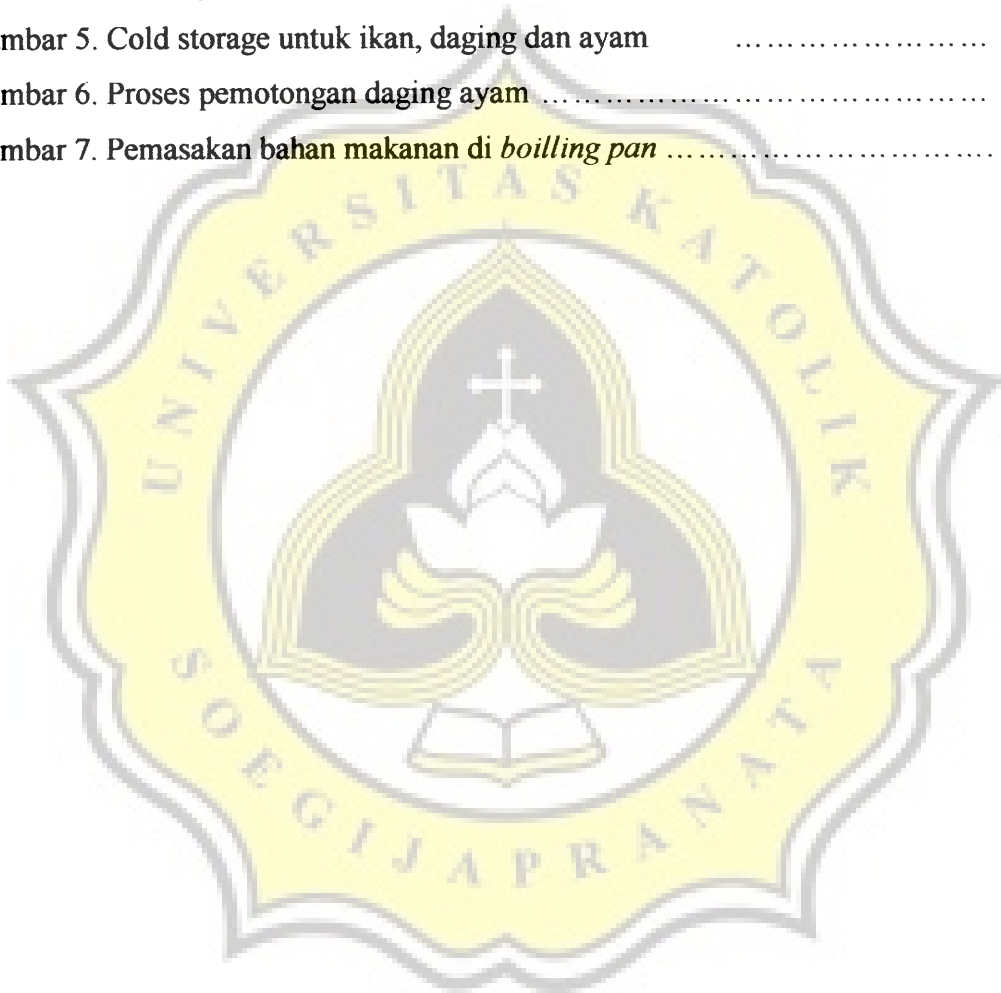 mbar 5. Cold storage untuk ikan, daging dan ayam ........................
mbar 6. Proses pemotongan daging ayam ..........................................
mbar 7. Pemasakan bahan makanan di boilling pan ..............................
UNIVERSITAS KATOLIK
SOEGIJAPRANATA